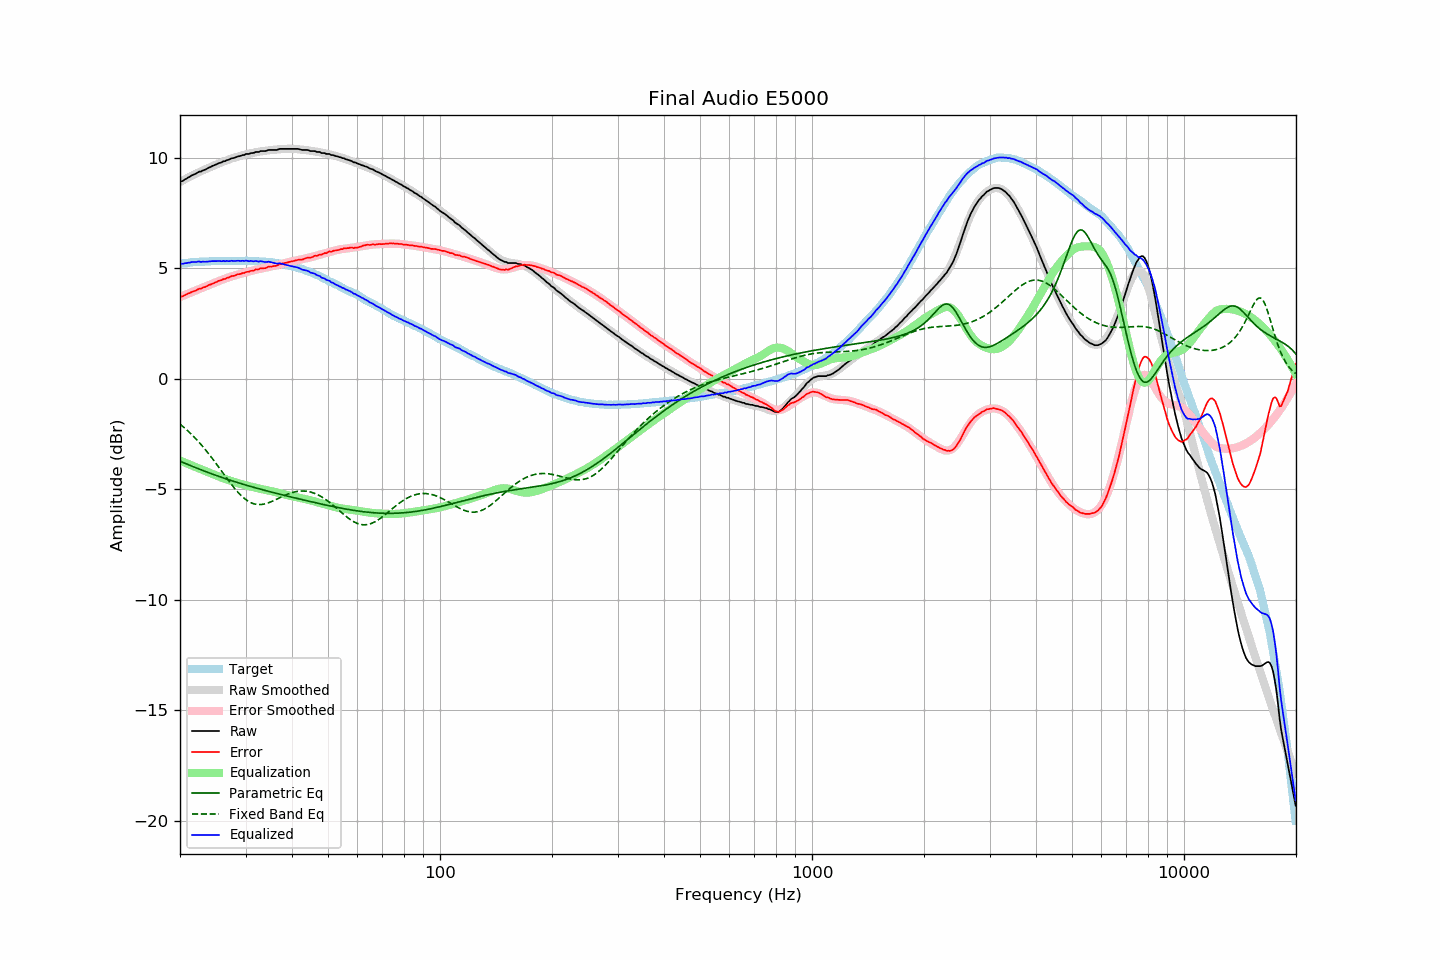 Final Audio E5000
Amplitude (dBr)
10
5
0
−5
−10
−15
−20
Target
Raw Smoothed
Error Smoothed
Raw
Error
Equalization
Parametric Eq
Fixed Band Eq
Equalized
100
1000
10000
Frequency (Hz)